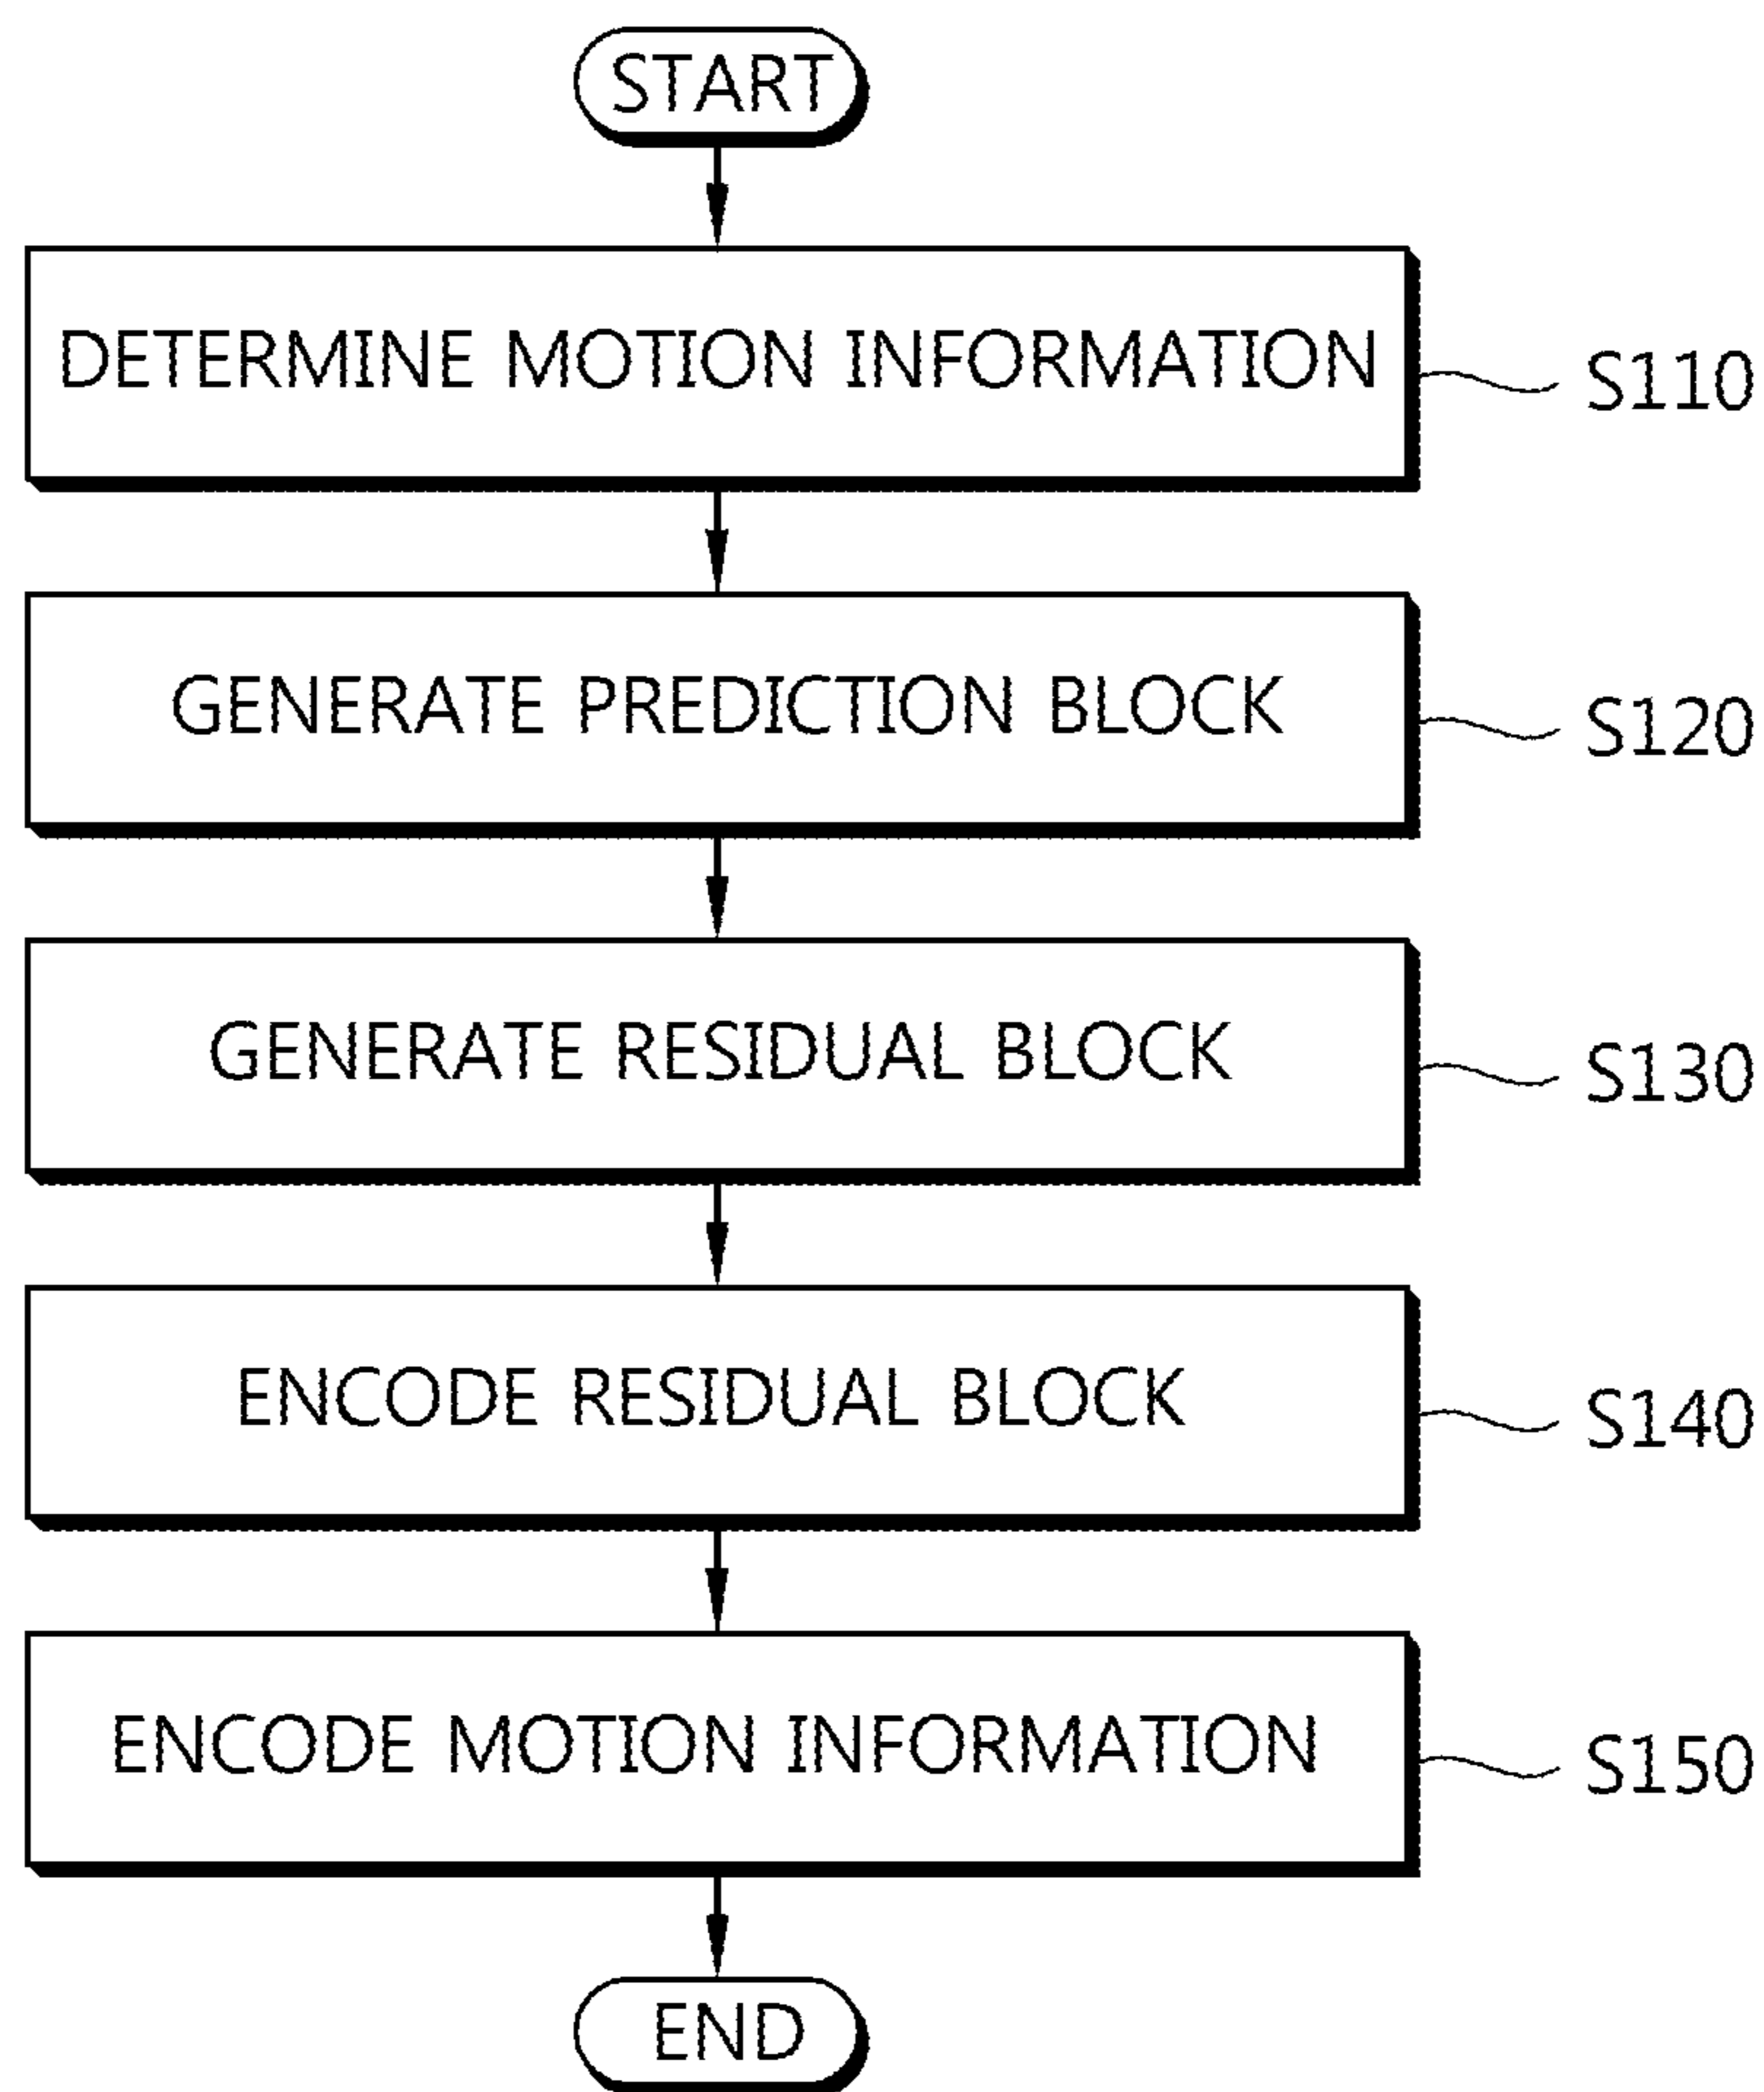 START
DETERMINE MOTION INFORMATION
S110
GENERATE PREDICTION BLOCK
S120
GENERATE RESIDUAL BLOCK
S130
ENCODE RESIDUAL BLOCK
S140
ENCODE MOTION INFORMATION
S150
END